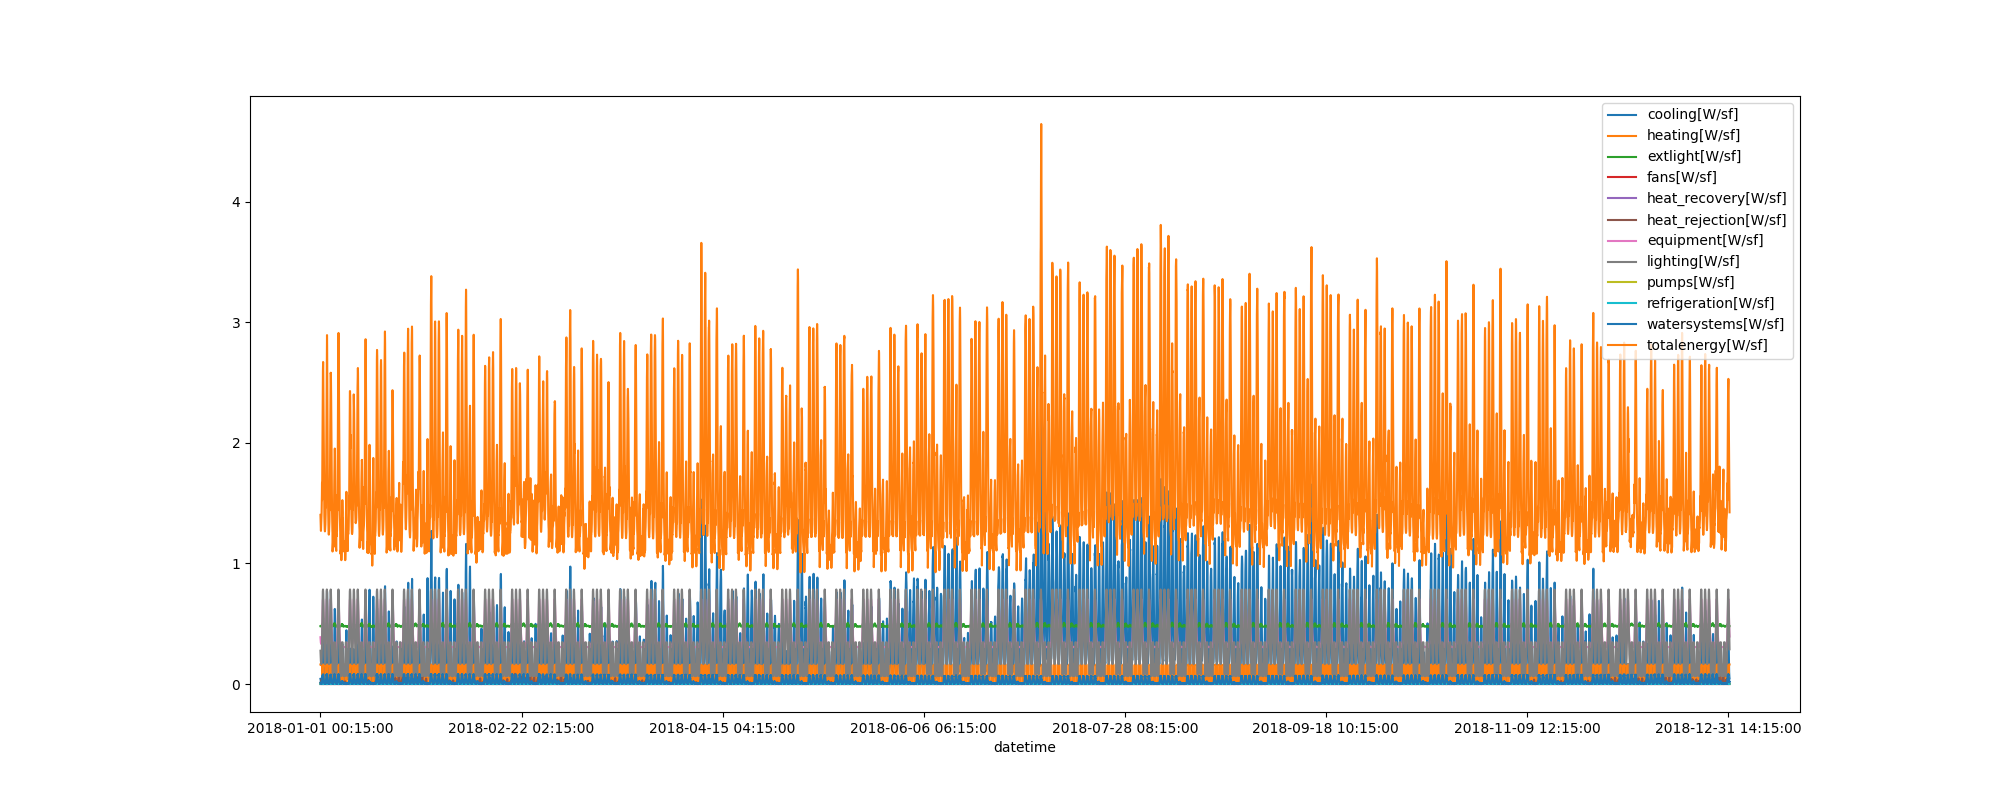 cooling[W/sf]
heating[W/sf]
extlight[W/sf]
fans[W/sf]
heat_recovery[W/sf]
heat_rejection[W/sf]
equipment[W/sf]
lighting[W/sf]
pumps[W/sf]
refrigeration[W/sf]
watersystems[W/sf]
totalenergy[W/sf]
4
3
2
1
0
2018-01-01 00:15:00 2018-02-22 02:15:00 2018-04-15 04:15:00 2018-06-06 06:15:00 2018-07-28 08:15:00 2018-09-18 10:15:00 2018-11-09 12:15:00 2018-12-31 14:15:00
datetime